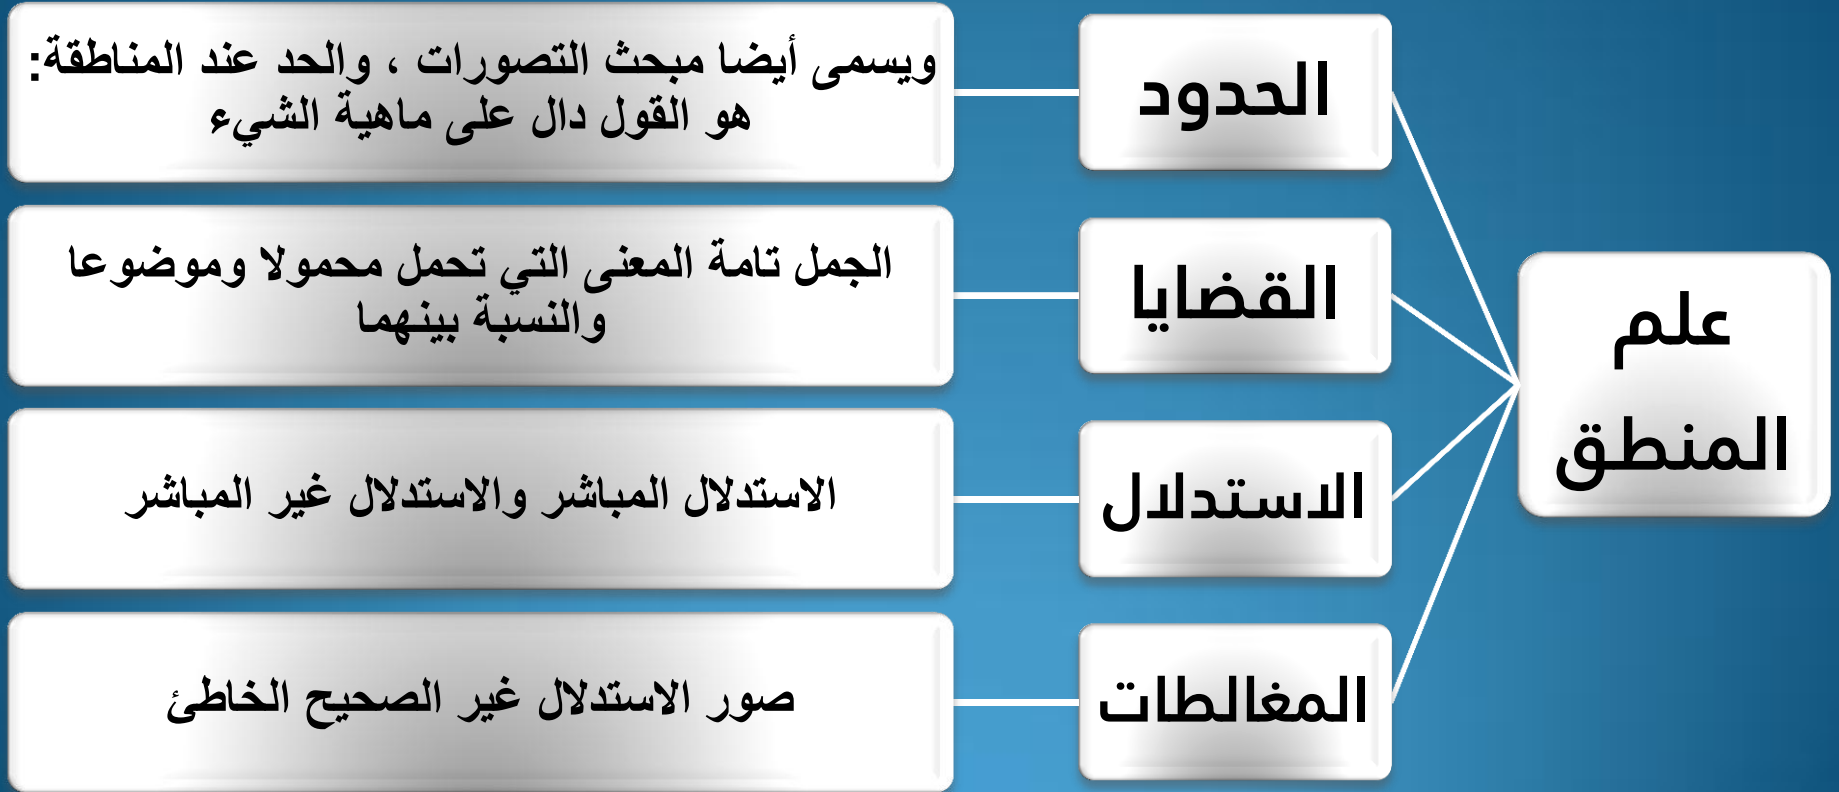 علم
المنطق
الحدود
ويسمى أيضا مبحث التصورات ، والحد عند المناطقة:
هو القول دال على ماهية الشيء
القضايا
الجمل تامة المعنى التي تحمل محمولا وموضوعا
والنسبة بينهما
الاستدلال
الاستدلال المباشر والاستدلال غير المباشر
المغالطات
صور الاستدلال غير الصحيح الخاطئ